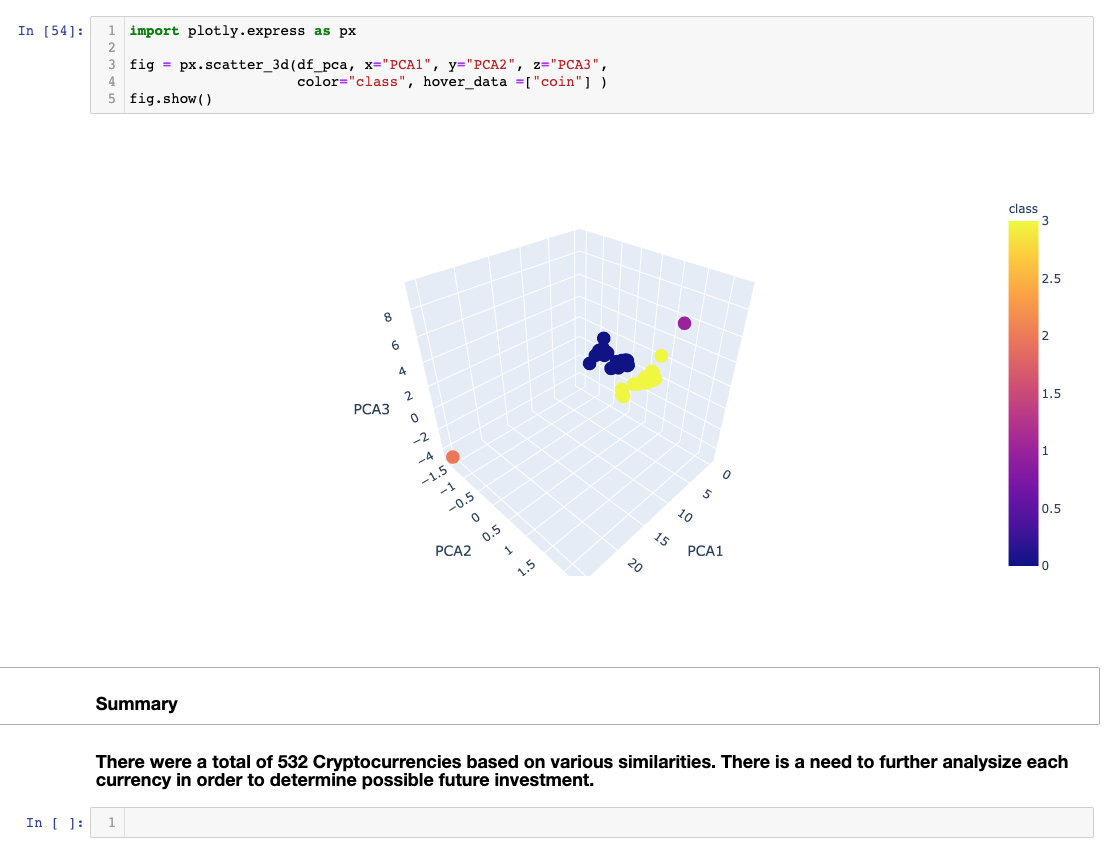 In [54]:
1 import plotly.express as px
2
3 fig = px.scatter_3d(df_pca, x="PCA1", y="PCA2", z="PCA3",
4                     color="class", hover_data =["coin"] )
5 fig.show()
class
3
2.5
2
1.5
1
0.5
0
8
6
4
2
0
−2
−4
PCA3
−1.5
−1
−0.5
0
0.5
1
1.5
PCA2
0
5
10
15
20
PCA1
Summary
There were a total of 532 Cryptocurrencies based on various similarities. There is a need to further analysize each
currency in order to determine possible future investment.
In [ ]:
1